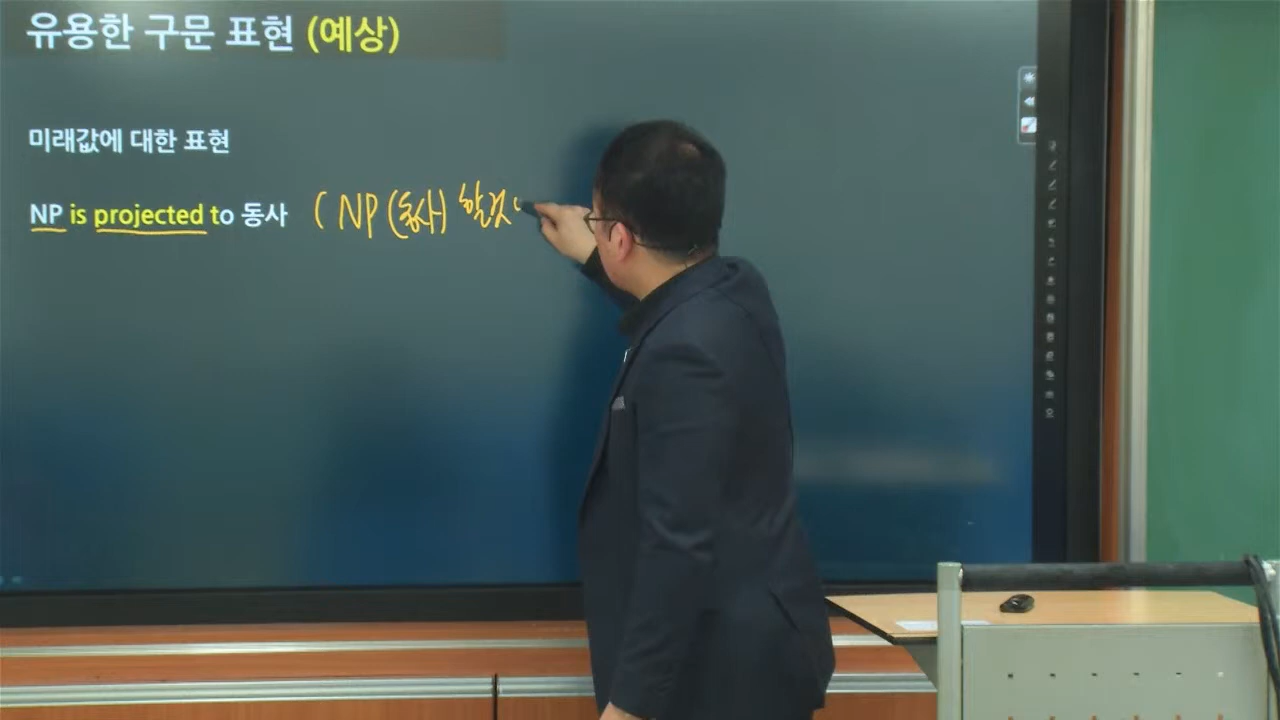 유용한 구문 표현 (예상)
미래값에 대한 표현
NP is projected to 동사 ( NP (동사) 할것